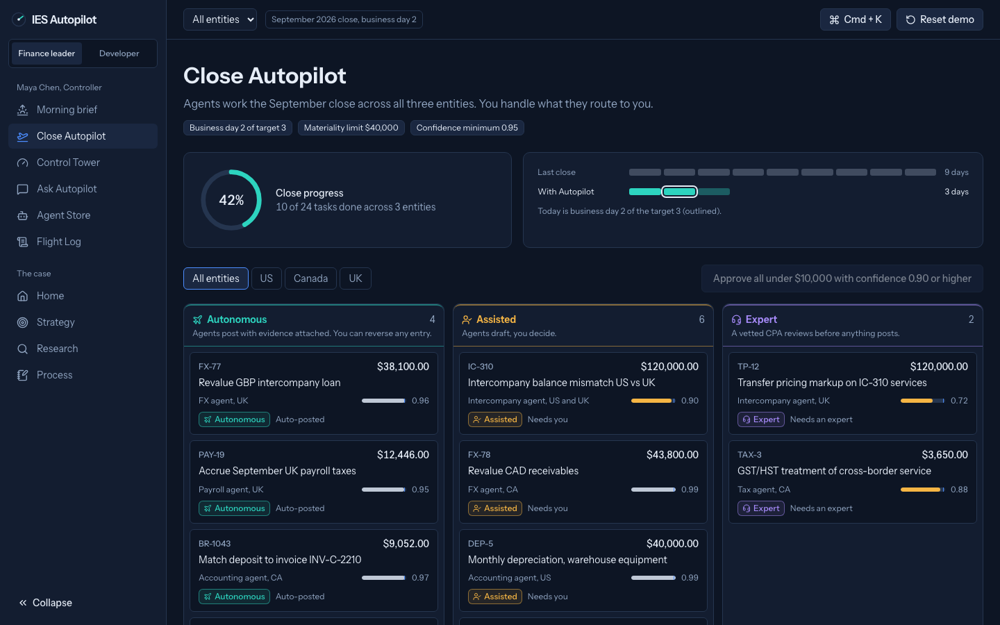 IES Autopilot
Finance leader
Developer
Maya Chen, Controller
Morning brief
Close Autopilot
Control Tower
Ask Autopilot
Agent Store
Flight Log
The case
Home
Strategy
Research
Process
Collapse
All entities
September 2026 close, business day 2
Cmd + K
Reset demo
Close Autopilot
Agents work the September close across all three entities. You handle what they route to you.
Business day 2 of target 3
Materiality limit $40,000
Confidence minimum 0.95
42%
Close progress
10 of 24 tasks done across 3 entities
Last close
9 days
With Autopilot
3 days
Today is business day 2 of the target 3 (outlined).
All entities
US
Canada
UK
Approve all under $10,000 with confidence 0.90 or higher
Autonomous
4
Agents post with evidence attached. You can reverse any entry.
FX-77
$38,100.00
Revalue GBP intercompany loan
FX agent, UK
0.96
Autonomous
Auto-posted
PAY-19
$12,446.00
Accrue September UK payroll taxes
Payroll agent, UK
0.95
Autonomous
Auto-posted
BR-1043
$9,052.00
Match deposit to invoice INV-C-2210
Accounting agent, CA
0.97
Autonomous
Auto-posted
Assisted
6
Agents draft, you decide.
IC-310
$120,000.00
Intercompany balance mismatch US vs UK
Intercompany agent, US and UK
0.90
Assisted
Needs you
FX-78
$43,800.00
Revalue CAD receivables
FX agent, CA
0.99
Assisted
Needs you
DEP-5
$40,000.00
Monthly depreciation, warehouse equipment
Accounting agent, US
0.99
Assisted
Needs you
Expert
2
A vetted CPA reviews before anything posts.
TP-12
$120,000.00
Transfer pricing markup on IC-310 services
Intercompany agent, UK
0.72
Expert
Needs an expert
TAX-3
$3,650.00
GST/HST treatment of cross-border service
Tax agent, CA
0.88
Expert
Needs an expert